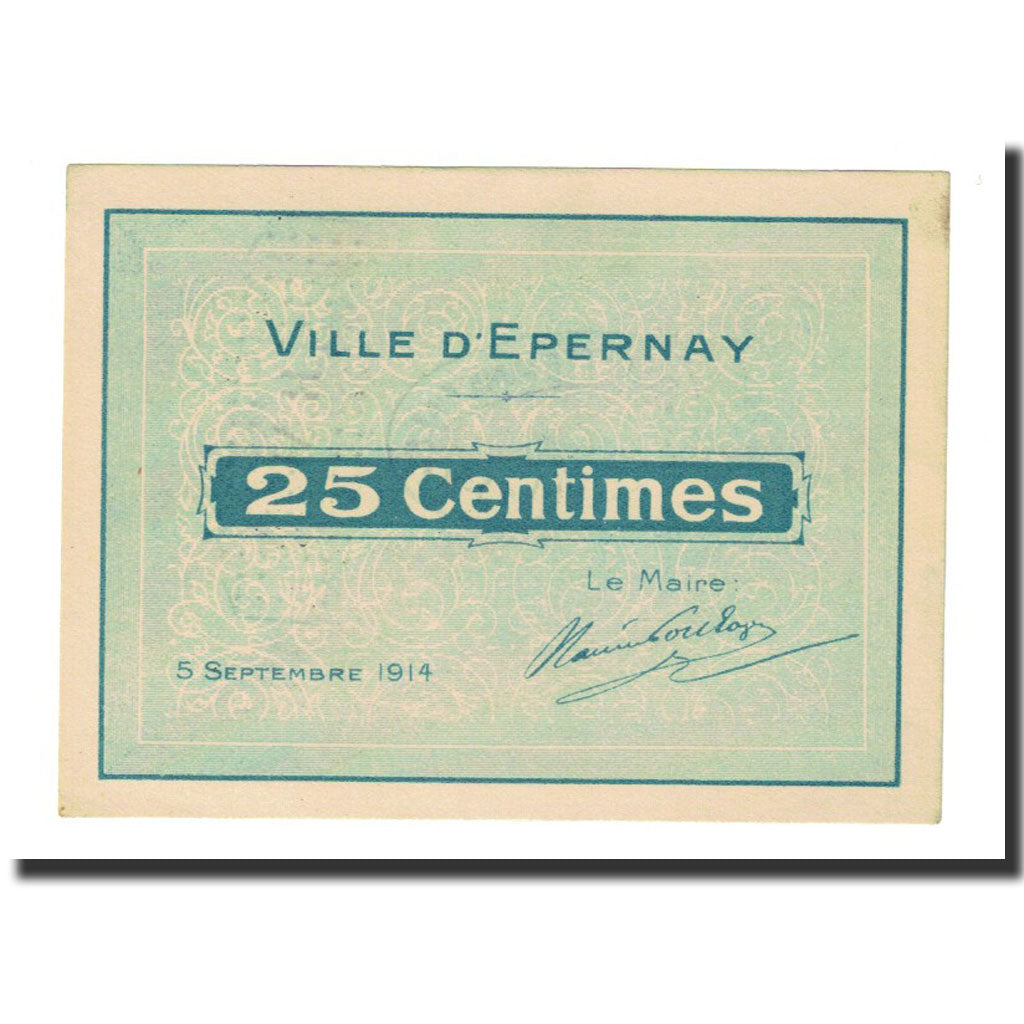 VILLE D'EPERNAY
25 Centimes
Le Maire:
5 SEPTEMBRE 1914